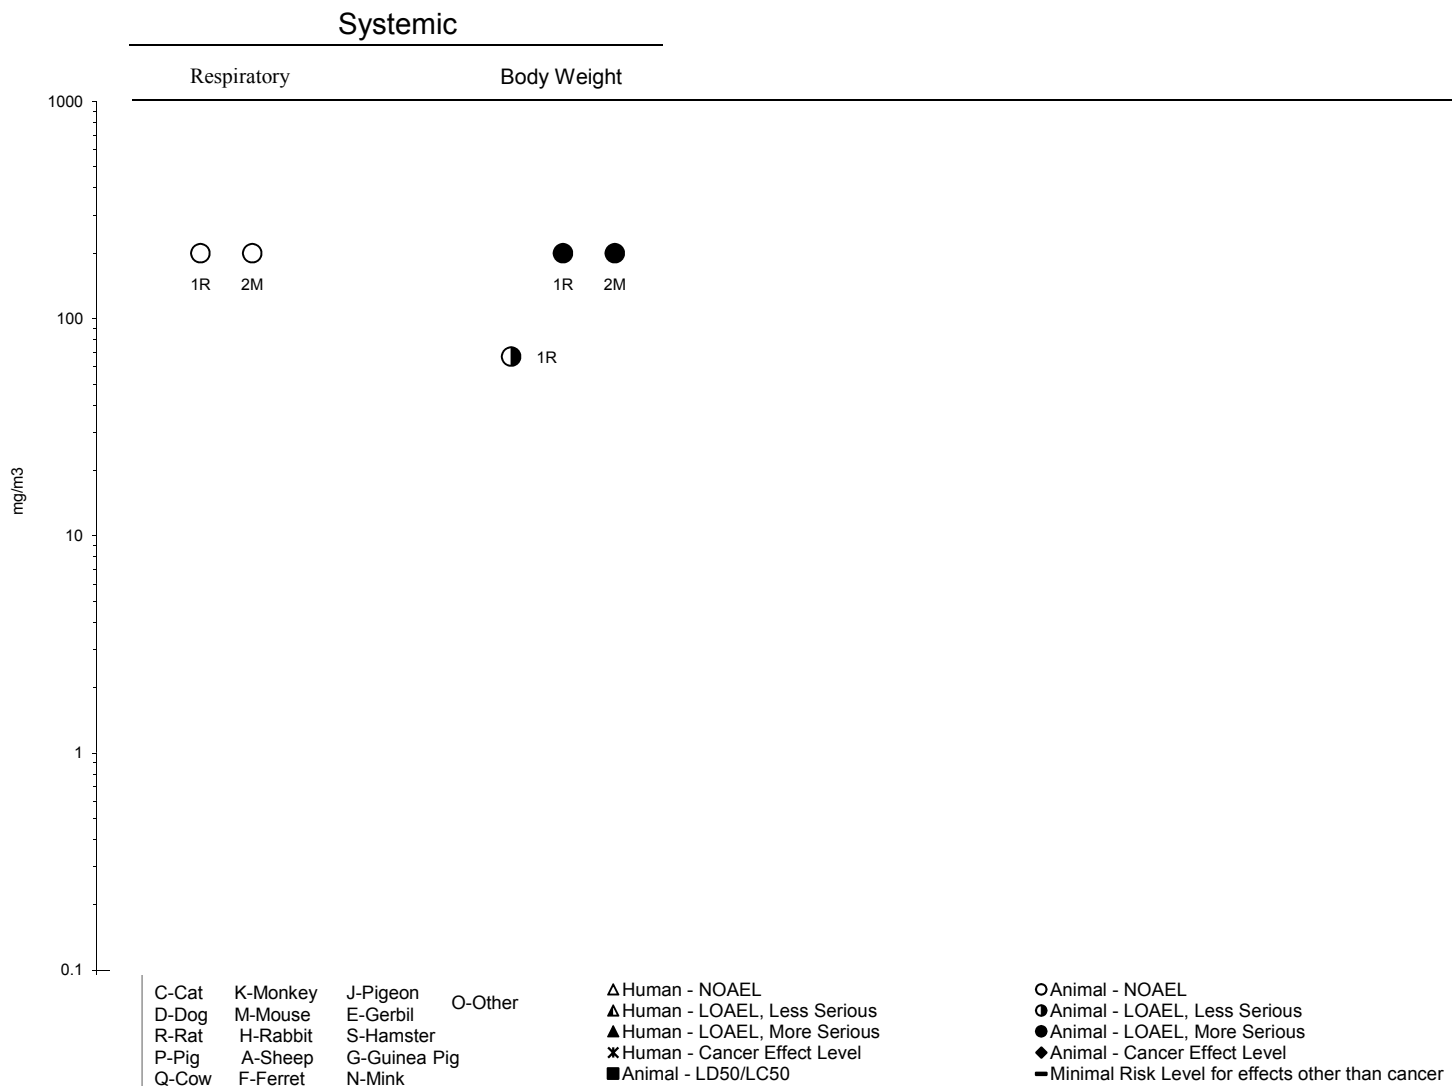 Systemic
Respiratory Body Weight
1000
1R 2M 1R 2M
100
1R
mg/m3
10
1
0.1
C-Cat K-Monkey J-Pigeon O-Other
D-Dog M-Mouse E-Gerbil
R-Rat H-Rabbit S-Hamster
P-Pig A-Sheep G-Guinea Pig
Q-Cow F-Ferret N-Mink
Human - NOAEL
Human - LOAEL, Less Serious
Human - LOAEL, More Serious
Human - Cancer Effect Level
Animal - LD50/LC50
Animal - NOAEL
Animal - LOAEL, Less Serious
Animal - LOAEL, More Serious
Animal - Cancer Effect Level
Minimal Risk Level for effects other than cancer